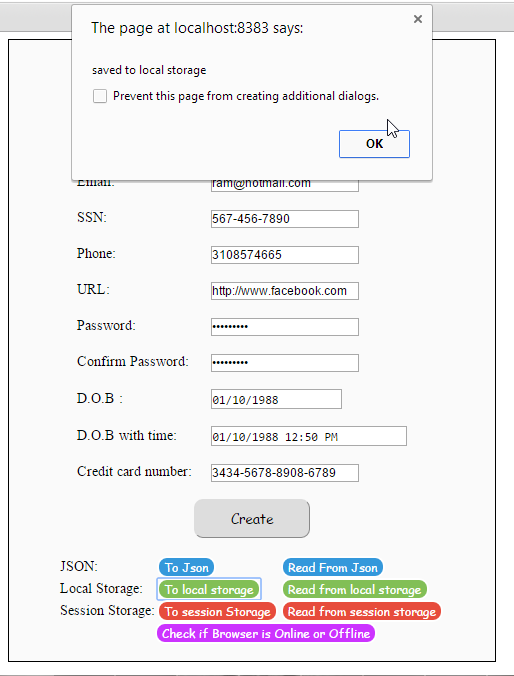 The page at localhost:8383 says:
saved to local storage
Prevent this page from creating additional dialogs.
OK
Email: ram@hotmail.com
SSN: 567-456-7890
Phone: 3108574665
URL: http://www.facebook.com
Password: •••••••••
Confirm Password: •••••••••
D.O.B : 01/10/1988
D.O.B with time: 01/10/1988 12:50 PM
Credit card number: 3434-5678-8908-6789
Create
JSON: To Json Read From Json
Local Storage: To local storage Read from local storage
Session Storage: To session Storage Read from session storage
Check if Browser is Online or Offline